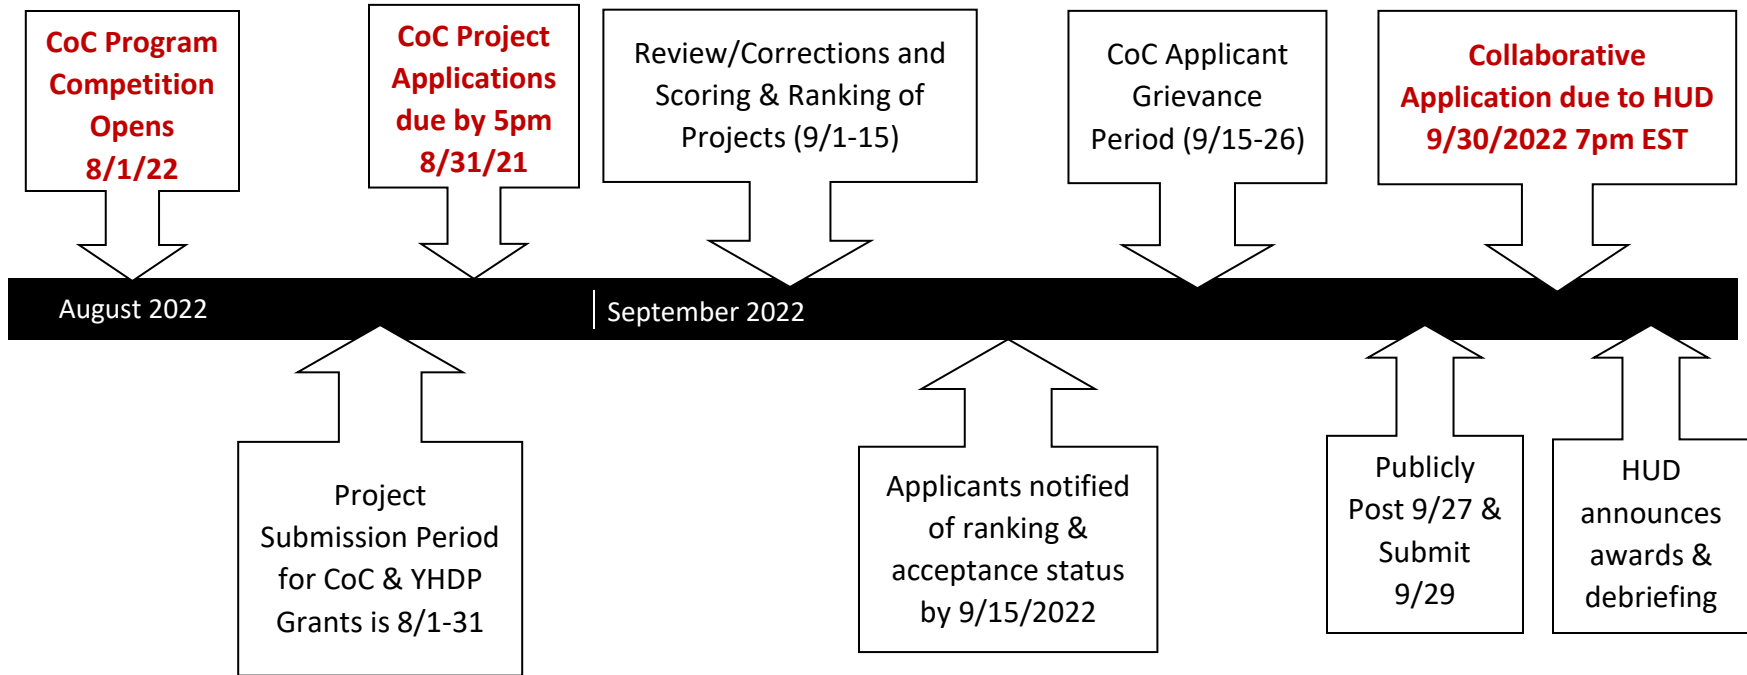 CoC Program
Competition
Opens
8/1/22
CoC Project
Applications
due by 5pm
8/31/21
Review/Corrections and
Scoring & Ranking of
Projects (9/1-15)
CoC Applicant
Grievance
Period (9/15-26)
Collaborative
Application due to HUD
9/30/2022 7pm EST
August 2022
September 2022
Project
Submission Period
for CoC & YHDP
Grants is 8/1-31
Applicants notified
of ranking &
acceptance status
by 9/15/2022
Publicly
Post 9/27 &
Submit
9/29
HUD
announces
awards &
debriefing